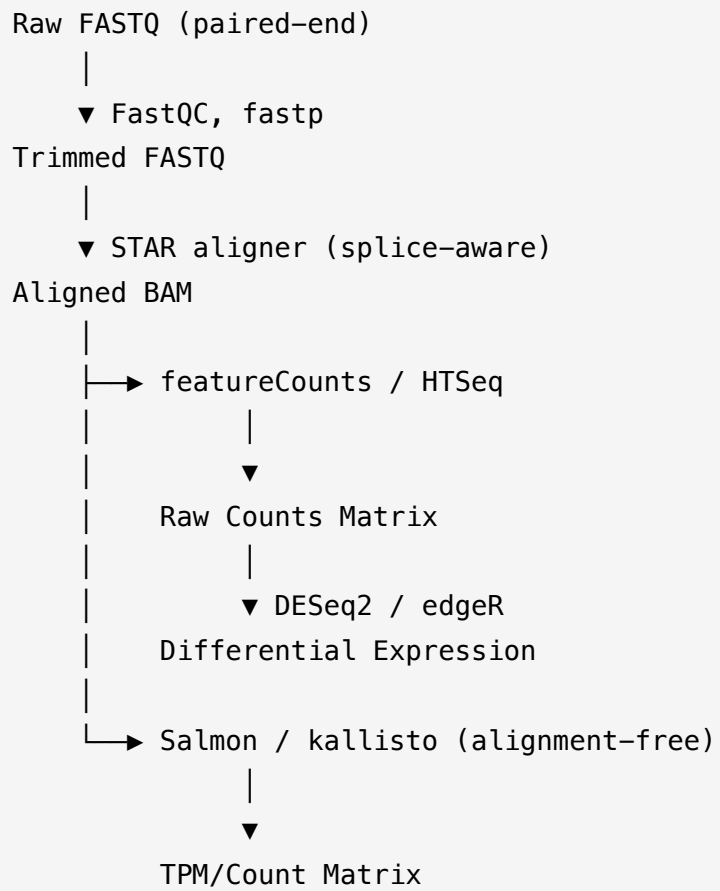 Raw FASTQ (paired-end)
    │
    ▼ FastQC, fastp
Trimmed FASTQ
    │
    ▼ STAR aligner (splice-aware)
Aligned BAM
    │
    ├──► featureCounts / HTSeq
    │         │
    │         ▼
    │    Raw Counts Matrix
    │         │
    │         ▼ DESeq2 / edgeR
    │    Differential Expression
    │
    └──► Salmon / kallisto (alignment-free)
              │
              ▼
         TPM/Count Matrix